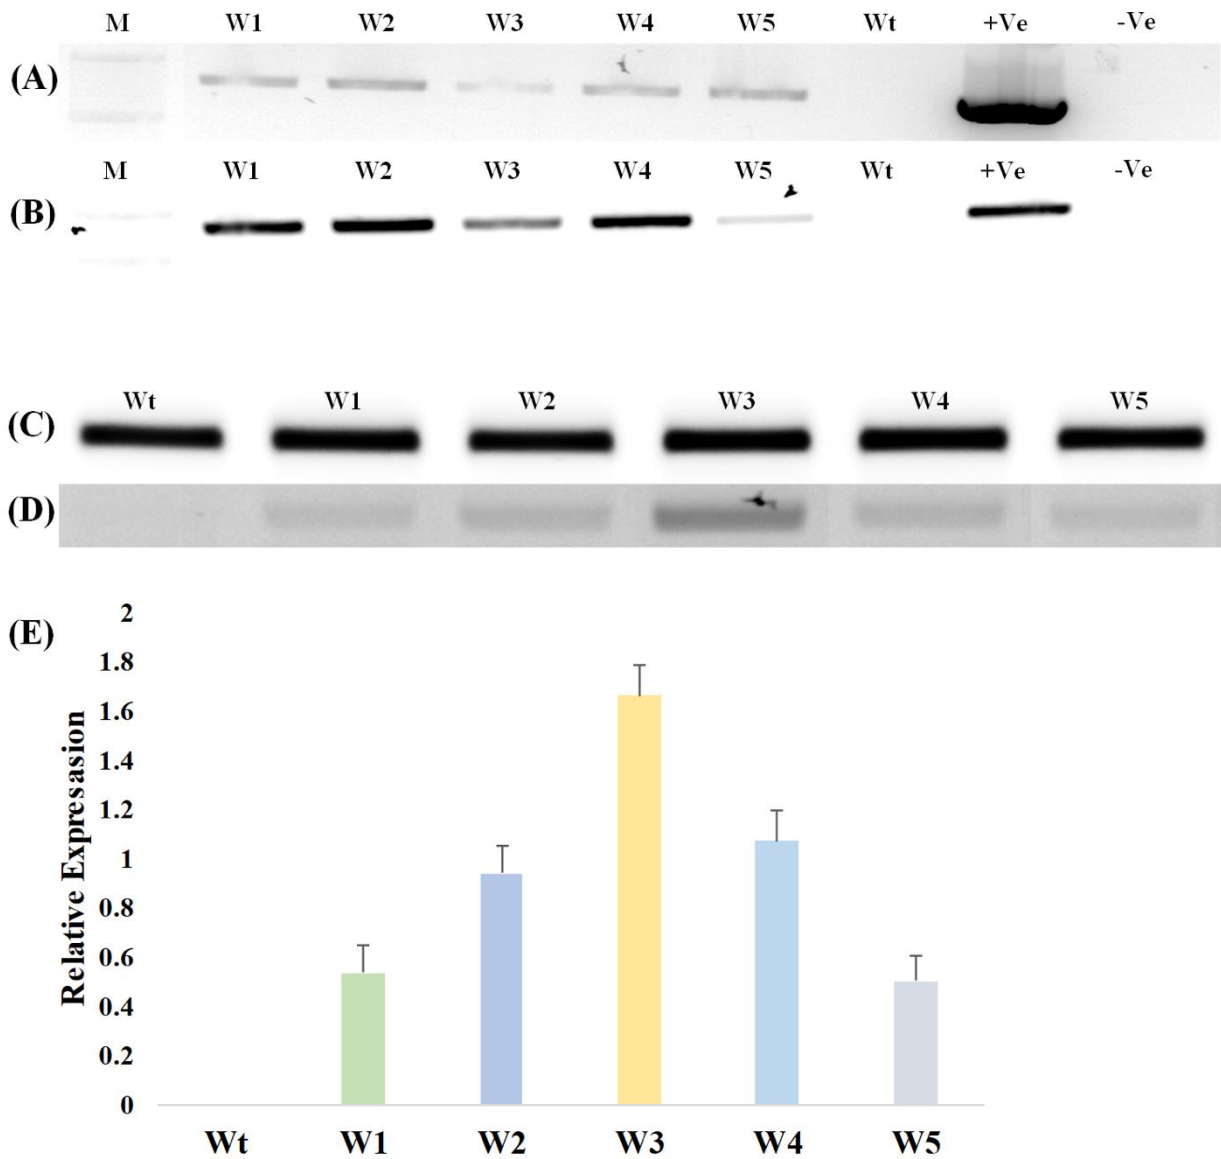 M W1 W2 W3 W4 W5 Wt +Ve -Ve
(A)
M W1 W2 W3 W4 W5 Wt +Ve -Ve
(B)
Wt W1 W2 W3 W4 W5
(C)
(D)
(E)
Relative Expresasion
2
1.8
1.6
1.4
1.2
1
0.8
0.6
0.4
0.2
0
Wt W1 W2 W3 W4 W5